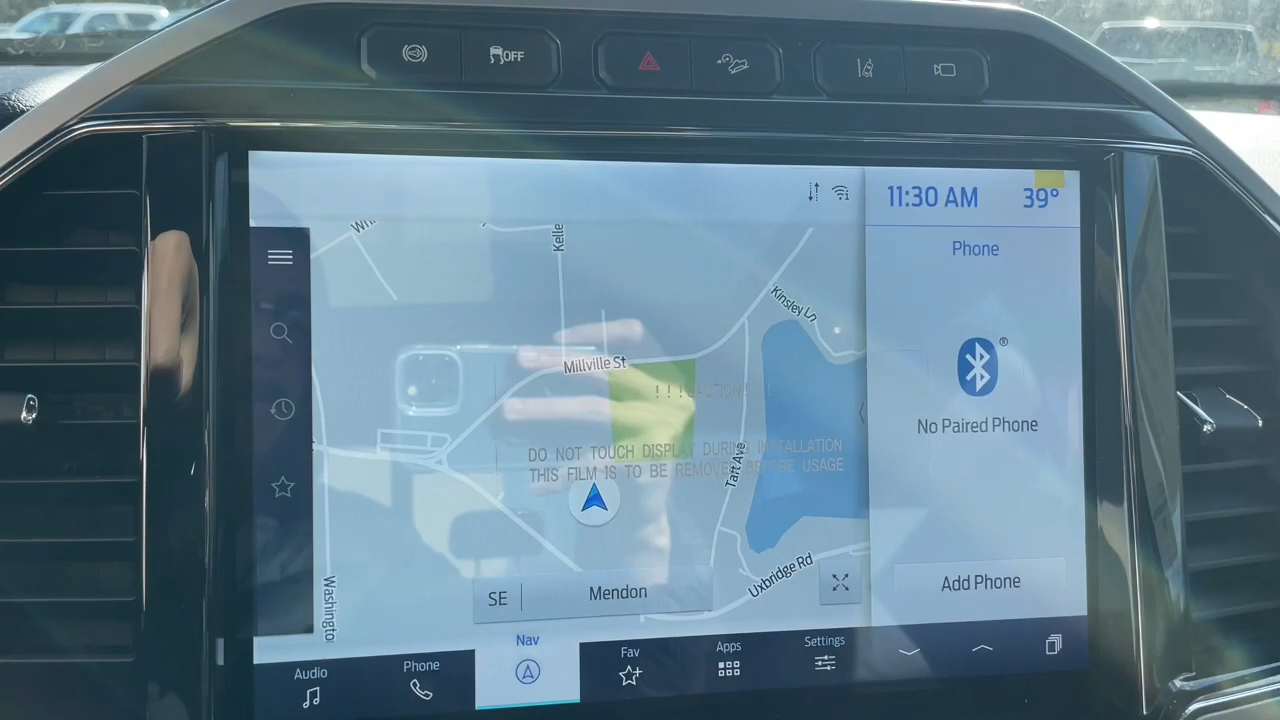 OFF
11:30 AM
39°
Phone
Kelle
Kinsley Ln
Millville St
®
No Paired Phone
DO NOT TOUCH DISPLAY DURING INSTALLATION
THIS FILM IS TO BE REMOVED BEFORE USAGE
Taft Ave
Washingto
Uxbridge Rd
SE
Mendon
Add Phone
Audio
Phone
Nav
Fav
Apps
Settings